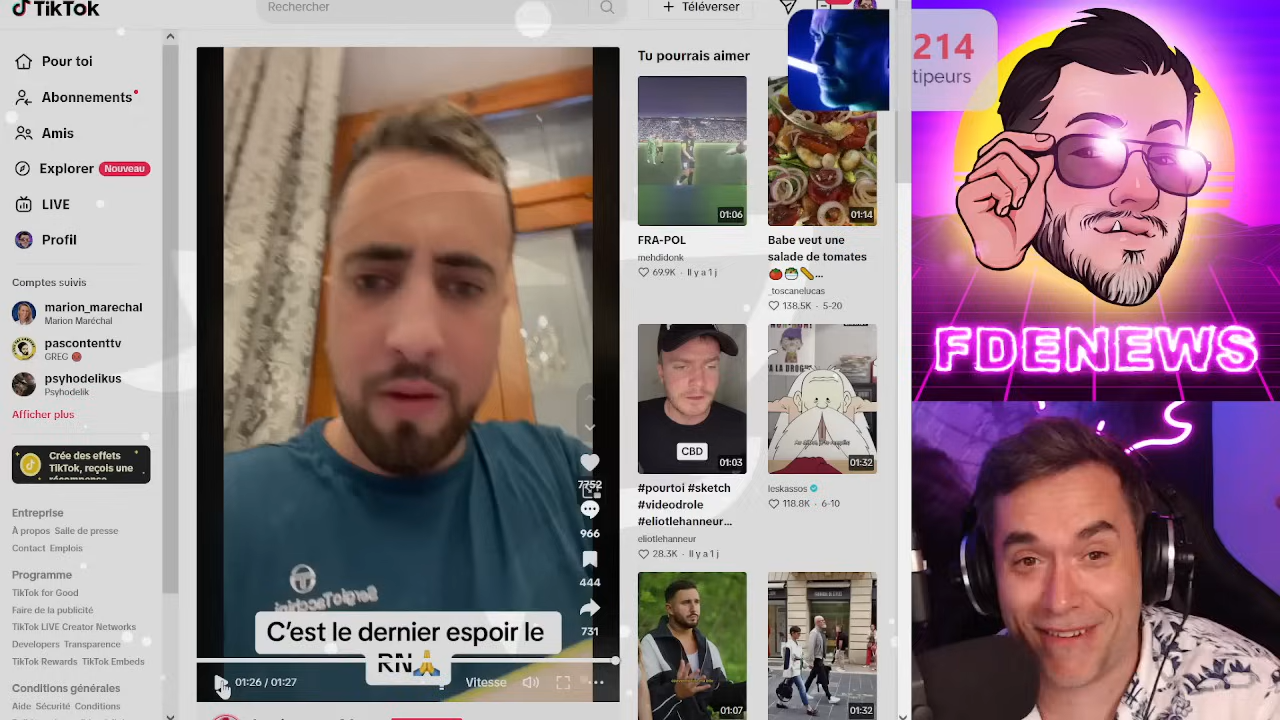 TikTok
Rechercher
Téléverser
Pour toi
Abonnements
Amis
Explorer
Nouveau
LIVE
Profil
Comptes suivis
marion_marechal
Marion Maréchal
pascontenttv
GREG
psyhodelikus
Psyhodelik
Afficher plus
Crée des effets
TikTok, reçois une
récompense
Entreprise
À propos Salle de presse
Contact Emplois
Programme
TikTok for Good
Faire de la publicité
TikTok LIVE Creator Networks
Developers Transparence
TikTok Rewards TikTok Embeds
Conditions générales
Aide Sécurité Conditions
SergioTacchini
C'est le dernier espoir le
RN🙏
7752
966
444
731
01:26 / 01:27
Vitesse
Tu pourrais aimer
01:06
FRA-POL
mehdidonk
69.9K · Il y a 1 j
01:14
Babe veut une
salade de tomates
🍅🥗🥖...
_toscanelucas
138.5K · 5-20
CBD
01:03
#pourtoi #sketch
#videodrole
#eliotlehanneur...
eliotlehanneur
28.3K · Il y a 1 j
A LA DROGUE
01:32
leskassos
118.8K · 6-10
01:07
01:32
214
tipeurs
FDENEWS